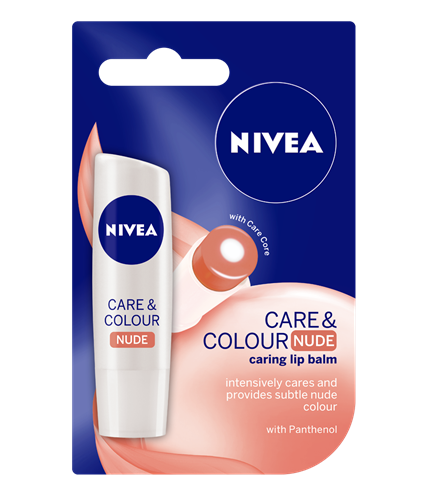 NIVEA
with Care Core
NIVEA
CARE &
COLOUR
NUDE
CARE &
COLOUR NUDE
caring lip balm
intensively cares and
provides subtle nude
colour
with Panthenol